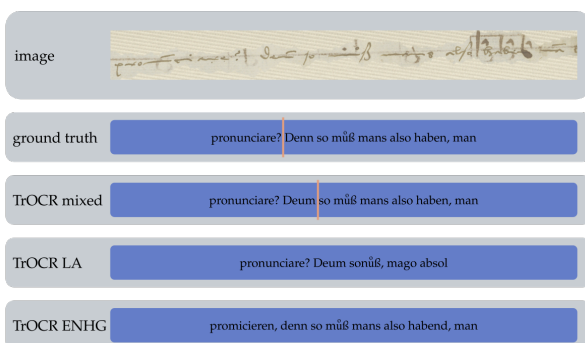 image
ground truth pronunciare? Denn so můß mans also haben, man
TrOCR mixed pronunciare? Deum so můß mans also haben, man
TrOCR LA pronunciare? Deum sonůß, mago absol
TrOCR ENHG promicieren, denn so můß mans also habend, man